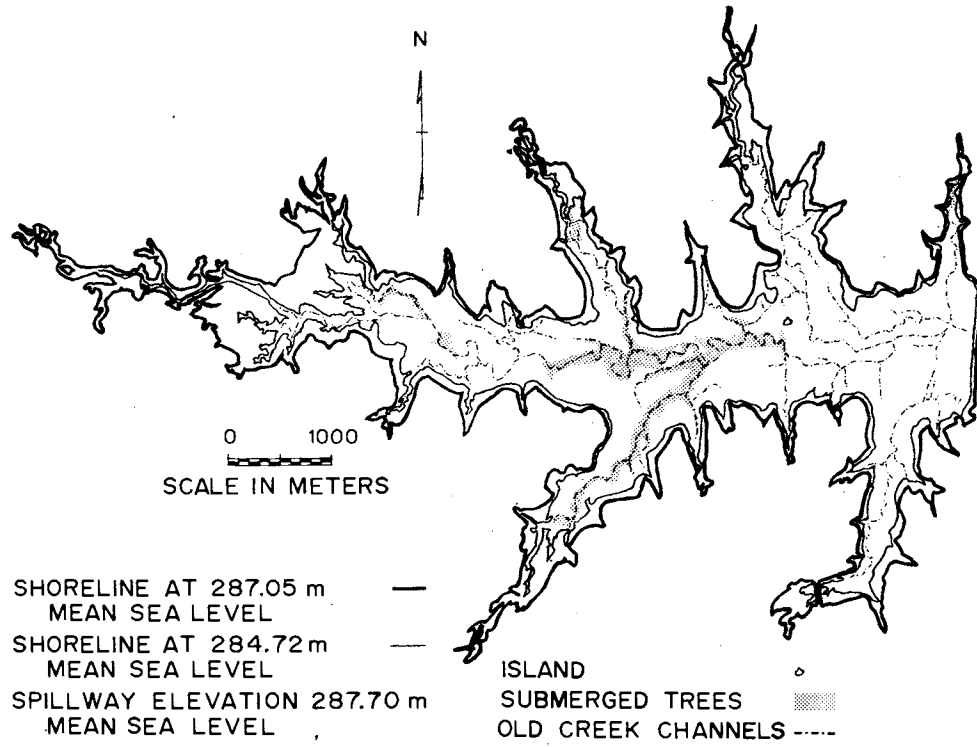 N
0 1000
SCALE IN METERS
SHORELINE AT 287.05 m
MEAN SEA LEVEL
SHORELINE AT 284.72 m
MEAN SEA LEVEL
SPILLWAY ELEVATION 287.70 m
MEAN SEA LEVEL
ISLAND
SUBMERGED TREES
OLD CREEK CHANNELS